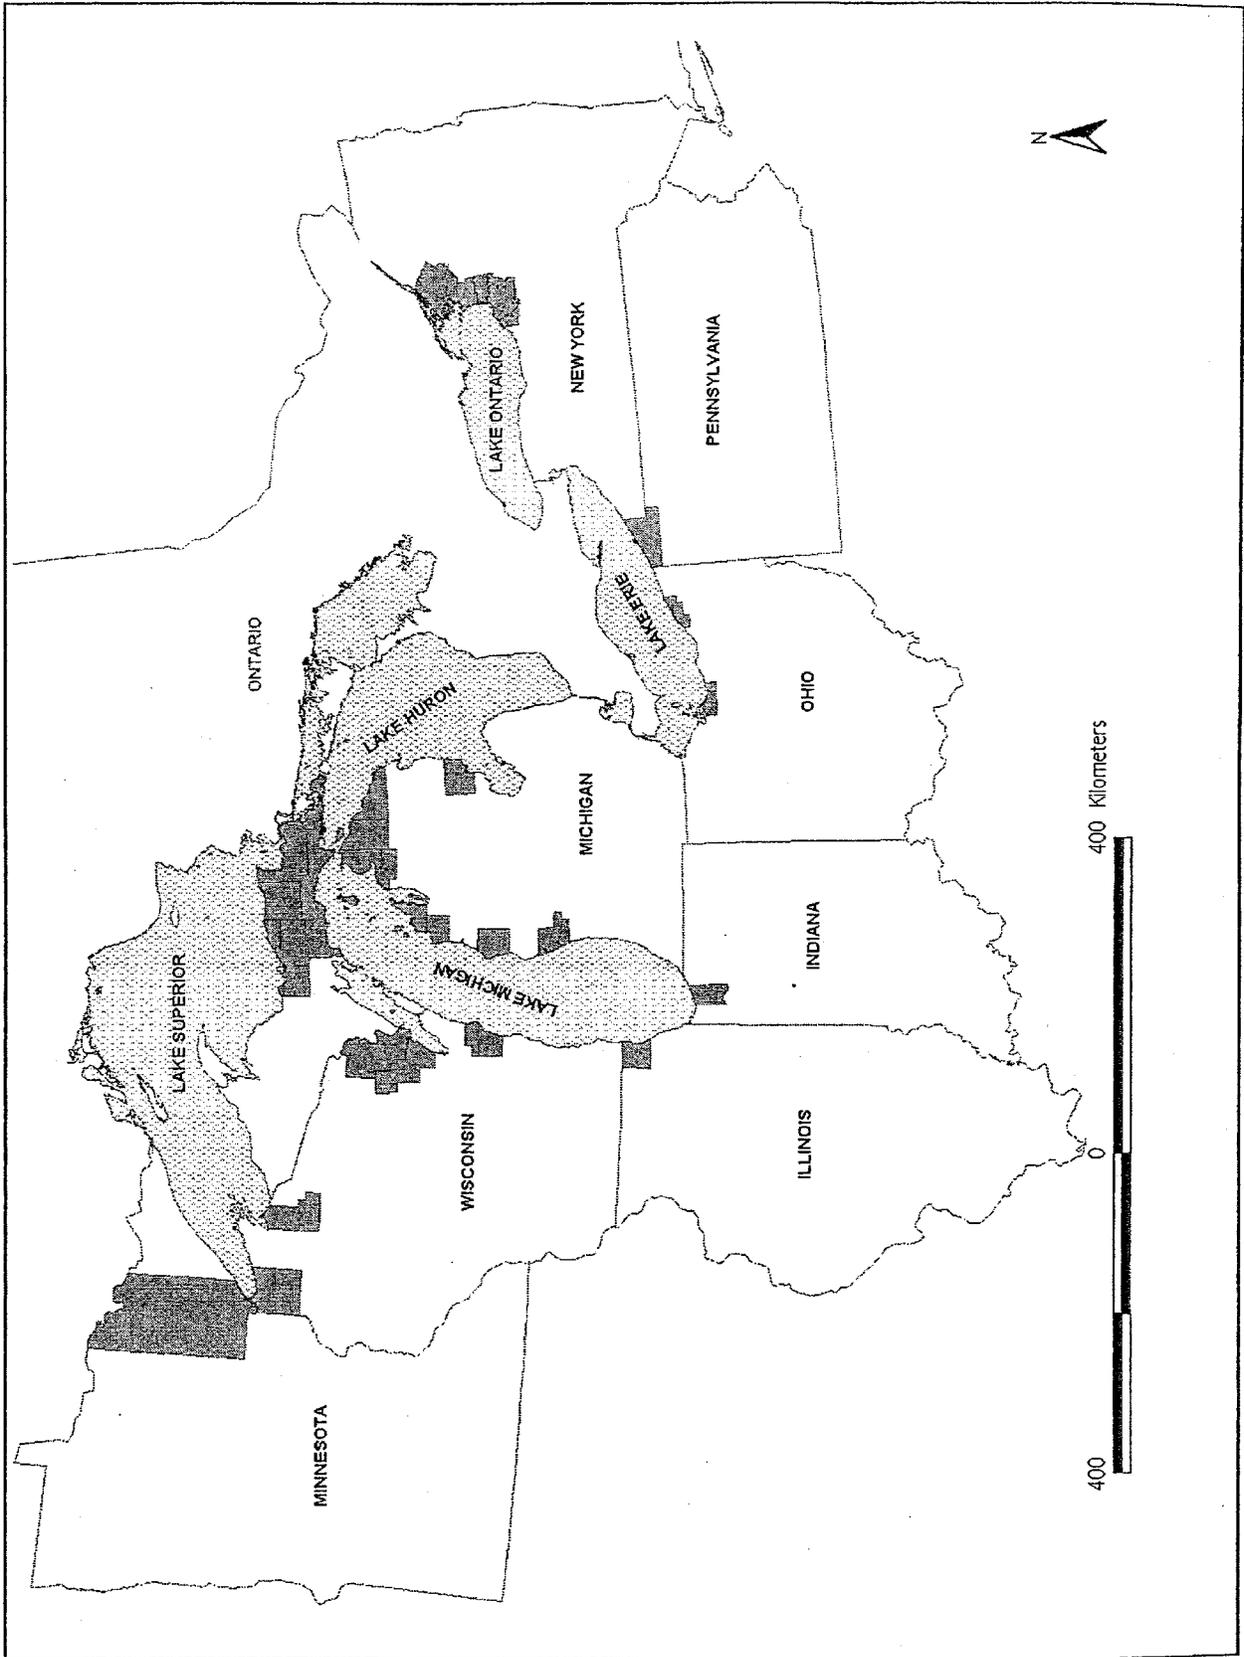 N
ONTARIO
LAKE SUPERIOR
LAKE HURON
LAKE ONTARIO
LAKE MICHIGAN
LAKE ERIE
MINNESOTA
WISCONSIN
MICHIGAN
NEW YORK
PENNSYLVANIA
ILLINOIS
INDIANA
OHIO
400
0
400 Kilometers